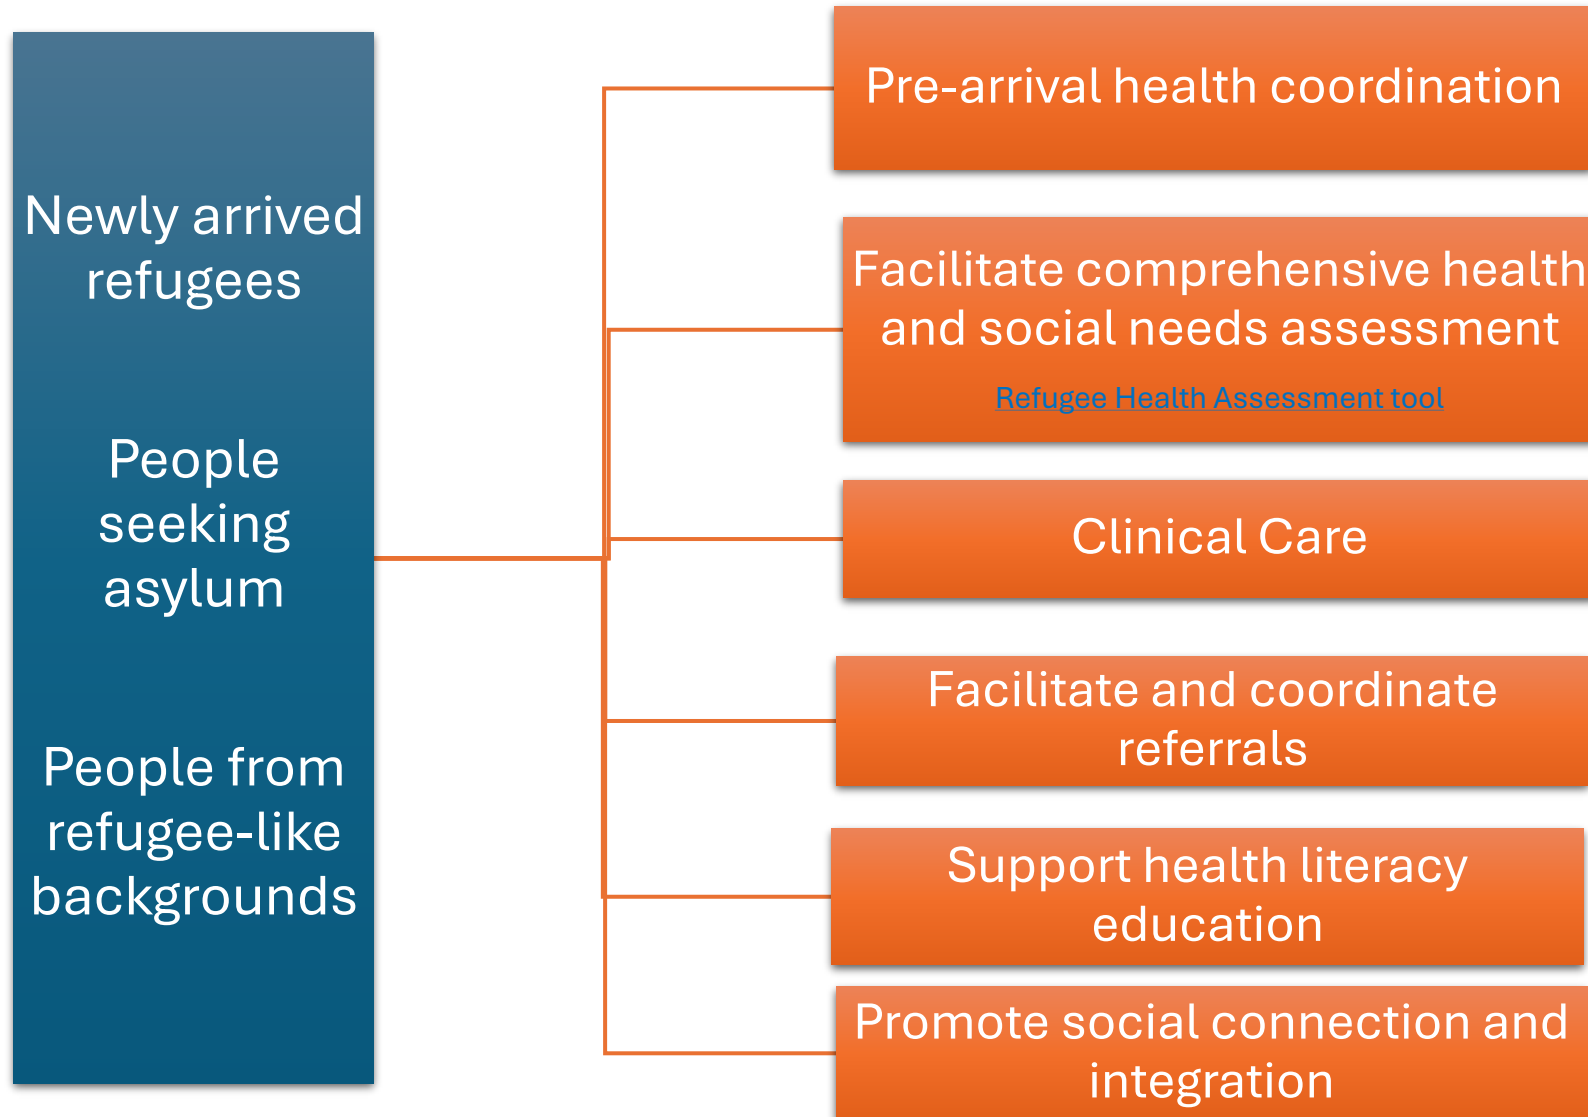 Newly arrived
refugees
People
seeking
asylum
People from
refugee-like
backgrounds
Pre-arrival health coordination
Facilitate comprehensive health
and social needs assessment
Refugee Health Assessment tool
Clinical Care
Facilitate and coordinate
referrals
Support health literacy
education
Promote social connection and
integration